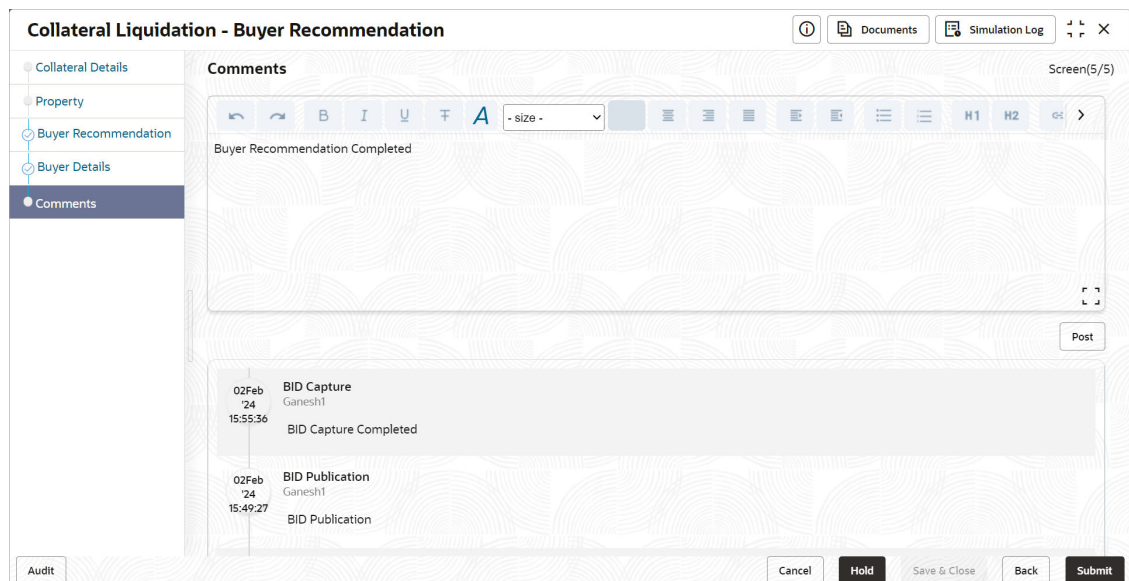 Collateral Liquidation - Buyer Recommendation
Documents
Simulation Log
Collateral Details
Property
Buyer Recommendation
Buyer Details
Comments
Comments
Screen(5/5)
B I U T A - size - H1 H2
Buyer Recommendation Completed
Post
02Feb '24 15:55:36
BID Capture
Ganesh1
BID Capture Completed
02Feb '24 15:49:27
BID Publication
Ganesh1
BID Publication
Audit
Cancel
Hold
Save & Close
Back
Submit